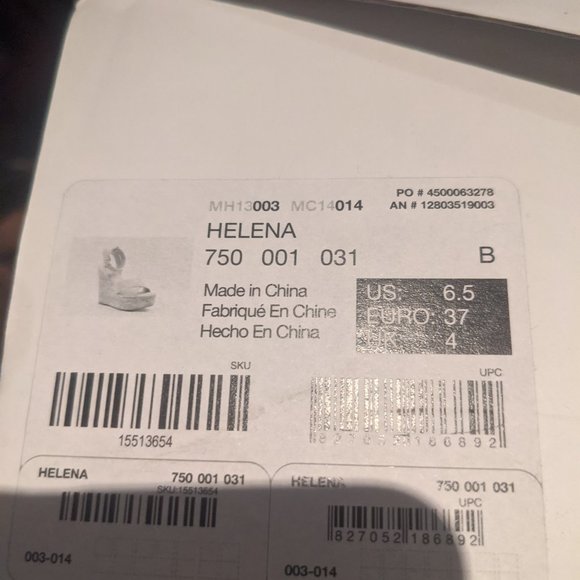 PO # 4500063278
MH13003 MC14014 AN # 12803519003
HELENA
750 001 031 B
Made in China US: 6.5
Fabriqué En Chine EURO: 37
Hecho En China UK 4
SKU UPC
15513654 827052186892
HELENA 750 001 031 HELENA 750 001 031
SKU:15513654 UPC
827052 186892
003-014 003-014